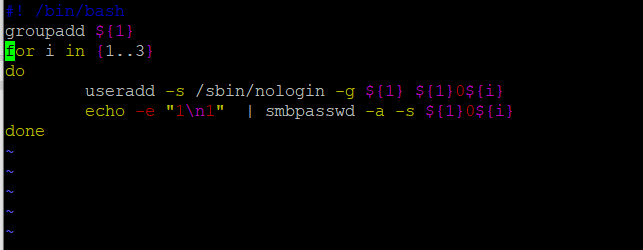 #! /bin/bash
groupadd ${1}
for i in {1..3}
do
        useradd -s /sbin/nologin -g ${1} ${1}0${i}
        echo -e "1\n1"  | smbpasswd -a -s ${1}0${i}
done
~
~
~
~
~